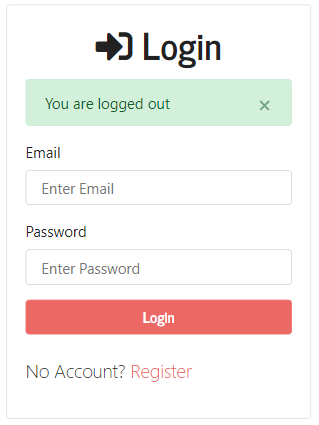 Login
You are logged out ×
Email
Enter Email
Password
Enter Password
Login
No Account? Register